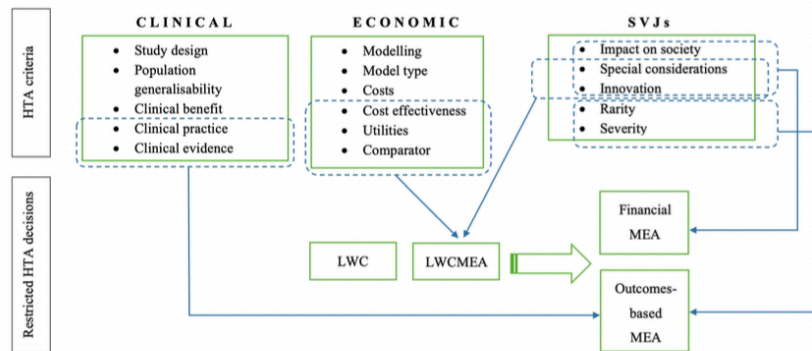 CLINICAL
ECONOMIC
SVJs
HTA criteria
• Study design
• Population
generalisability
• Clinical benefit
• Clinical practice
• Clinical evidence
• Modelling
• Model type
• Costs
• Cost effectiveness
• Utilities
• Comparator
• Impact on society
• Special considerations
• Innovation
• Rarity
• Severity
Restricted HTA decisions
LWC
LWCMEA
Financial
MEA
Outcomes-
based
MEA